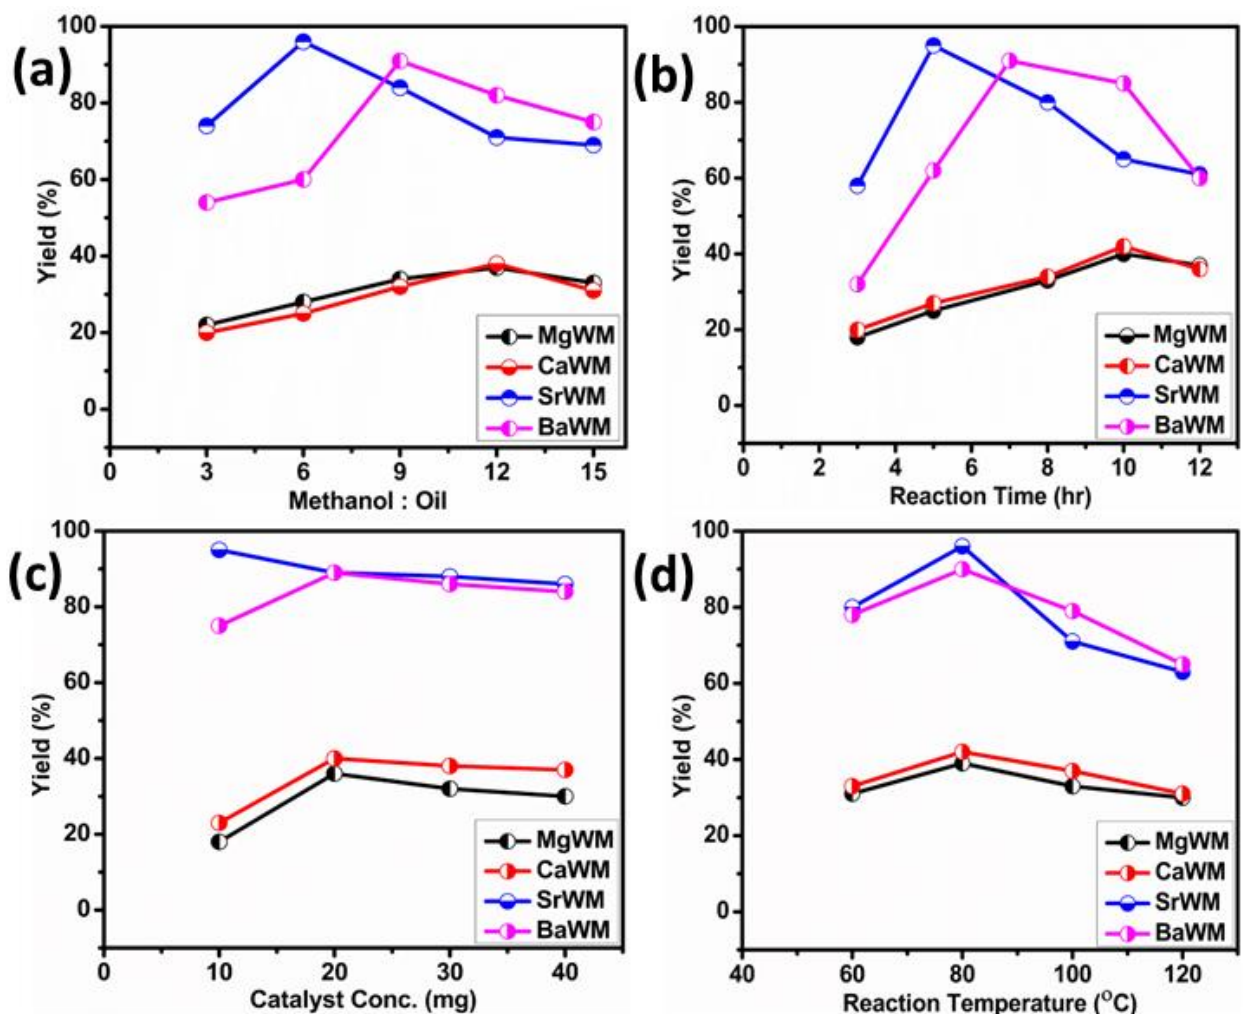 (a)
100
80
60
40
20
0
Yield (%)
MgWM
CaWM
SrWM
BaWM
0 3 6 9 12 15
Methanol : Oil
(b)
100
80
60
40
20
0
Yield (%)
MgWM
CaWM
SrWM
BaWM
0 2 4 6 8 10 12
Reaction Time (hr)
(c)
100
80
60
40
20
0
Yield (%)
MgWM
CaWM
SrWM
BaWM
0 10 20 30 40
Catalyst Conc. (mg)
(d)
100
80
60
40
20
0
Yield (%)
MgWM
CaWM
SrWM
BaWM
40 60 80 100 120
Reaction Temperature (°C)